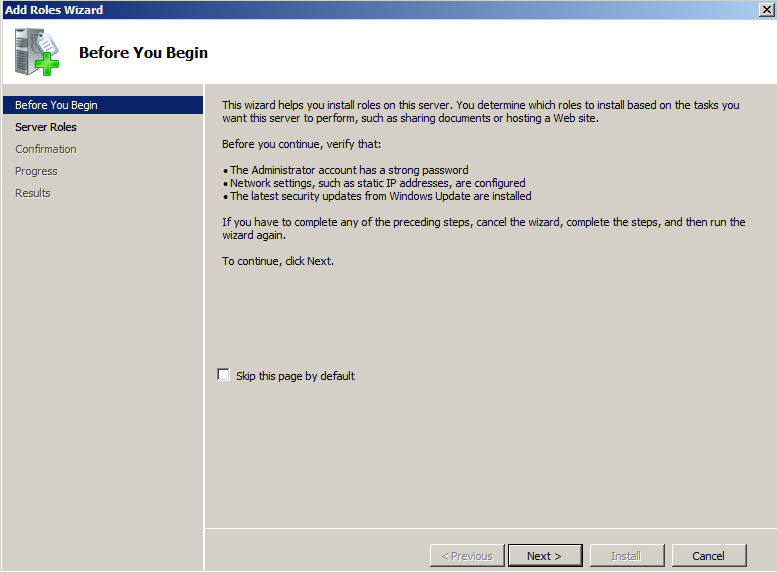 Add Roles Wizard
Before You Begin
Before You Begin
Server Roles
Confirmation
Progress
Results
This wizard helps you install roles on this server. You determine which roles to install based on the tasks you
want this server to perform, such as sharing documents or hosting a Web site.
Before you continue, verify that:
• The Administrator account has a strong password
• Network settings, such as static IP addresses, are configured
• The latest security updates from Windows Update are installed
If you have to complete any of the preceding steps, cancel the wizard, complete the steps, and then run the
wizard again.
To continue, click Next.
Skip this page by default
< Previous
Next >
Install
Cancel